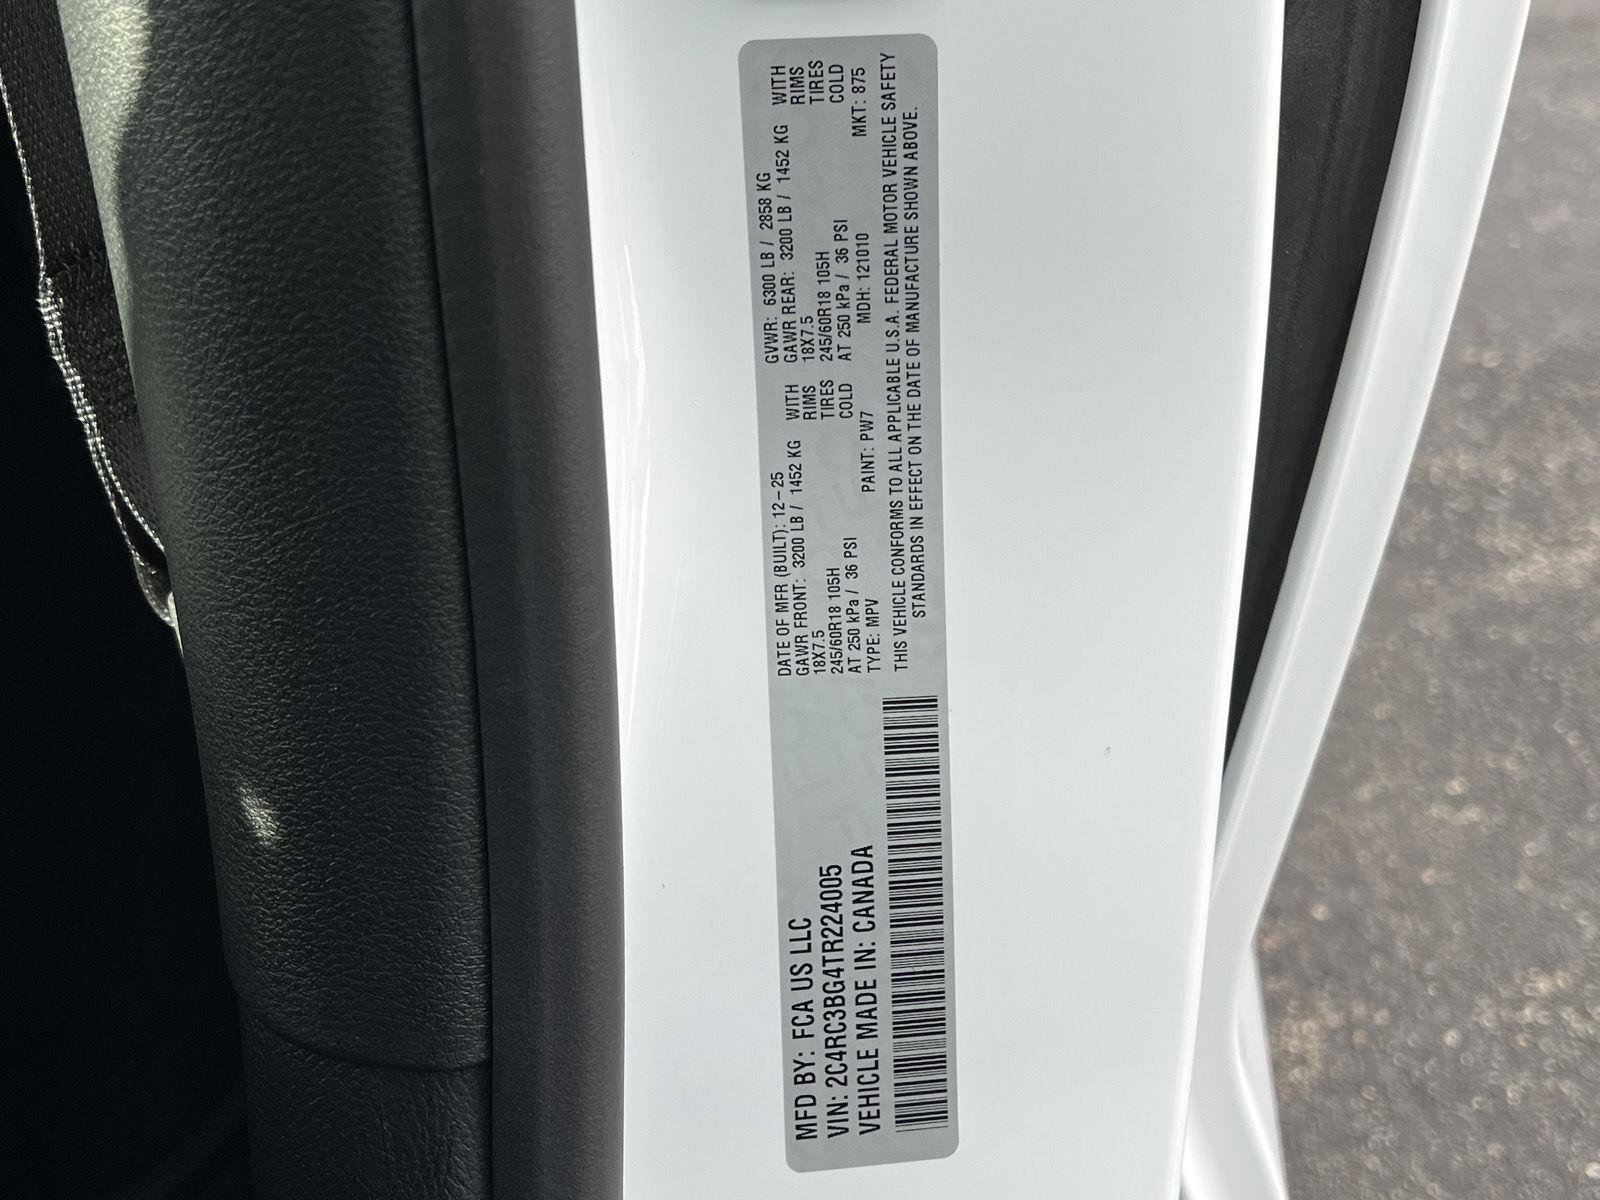 MFD BY: FCA US LLC
VIN: 2C4RC3BG4TR224005
VEHICLE MADE IN: CANADA
DATE OF MFR (BUILT): 12-25 GVWR: 6300 LB / 2858 KG
GAWR FRONT: 3200 LB / 1452 KG WITH GAWR REAR: 3200 LB / 1452 KG WITH
18X7.5 RIMS 18X7.5 RIMS
245/60R18 105H TIRES 245/60R18 105H TIRES
AT 250 kPa / 36 PSI COLD AT 250 kPa / 36 PSI COLD
TYPE: MPV PAINT: PW7 MDH: 121010 MKT: 875
THIS VEHICLE CONFORMS TO ALL APPLICABLE U.S.A. FEDERAL MOTOR VEHICLE SAFETY
STANDARDS IN EFFECT ON THE DATE OF MANUFACTURE SHOWN ABOVE.